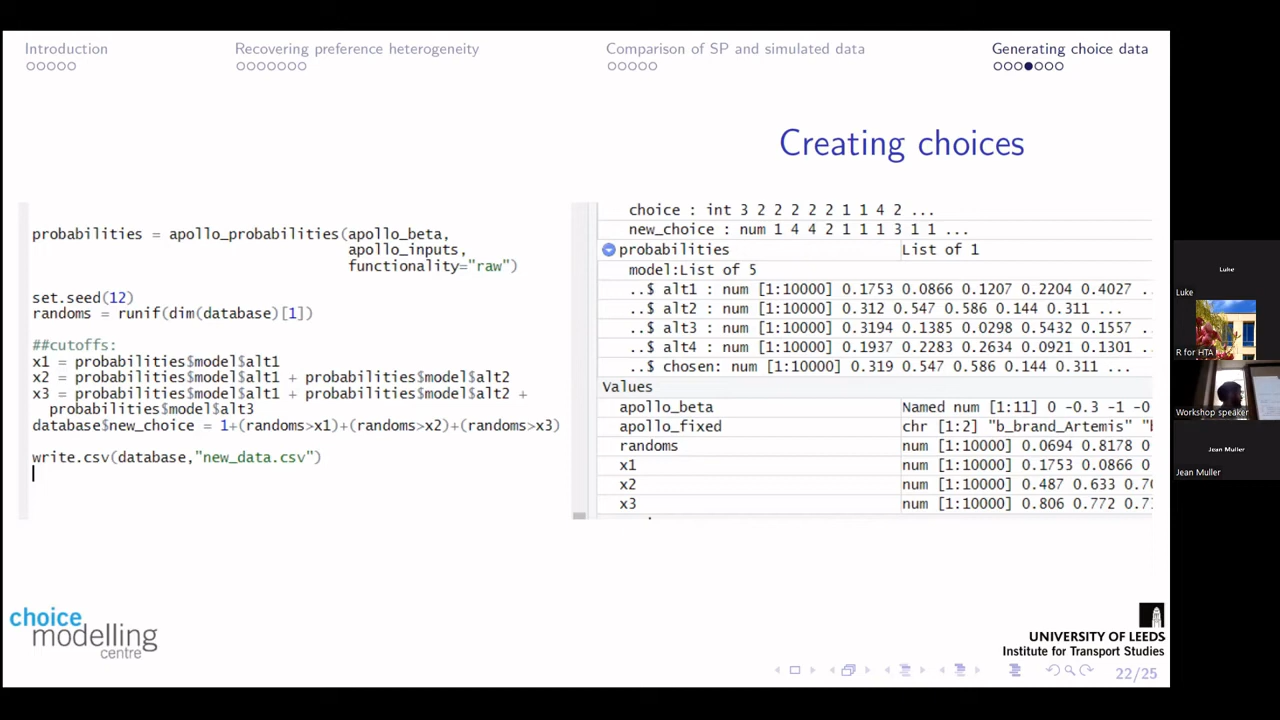 Introduction
Recovering preference heterogeneity
Comparison of SP and simulated data
Generating choice data
Creating choices
probabilities = apollo_probabilities(apollo_beta,
apollo_inputs,
functionality="raw")
set.seed(12)
randoms = runif(dim(database)[1])
##cutoffs:
x1 = probabilities$model$alt1
x2 = probabilities$model$alt1 + probabilities$model$alt2
x3 = probabilities$model$alt1 + probabilities$model$alt2 +
probabilities$model$alt3
database$new_choice = 1+(randoms>x1)+(randoms>x2)+(randoms>x3)
write.csv(database,"new_data.csv")
choice : int 3 2 2 2 2 2 1 1 4 2 ...
new_choice : num 1 4 4 2 1 1 1 3 1 1 ...
probabilities List of 1
model:List of 5
..$ alt1 : num [1:10000] 0.1753 0.0866 0.1207 0.2204 0.4027 ..
..$ alt2 : num [1:10000] 0.312 0.547 0.586 0.144 0.311 ...
..$ alt3 : num [1:10000] 0.3194 0.1385 0.0298 0.5432 0.1557 ..
..$ alt4 : num [1:10000] 0.1937 0.2283 0.2634 0.0921 0.1301 ..
..$ chosen: num [1:10000] 0.319 0.547 0.586 0.144 0.311 ...
Values
apollo_beta Named num [1:11] 0 -0.3 -1 -0
apollo_fixed chr [1:2] "b_brand_Artemis" "b
randoms num [1:10000] 0.0694 0.8178 0
x1 num [1:10000] 0.1753 0.0866 0
x2 num [1:10000] 0.487 0.633 0.70
x3 num [1:10000] 0.806 0.772 0.7
choice
modelling
centre
UNIVERSITY OF LEEDS
Institute for Transport Studies
22/25
Luke
Luke
R for HTA
Workshop speaker
Jean Muller
Jean Muller